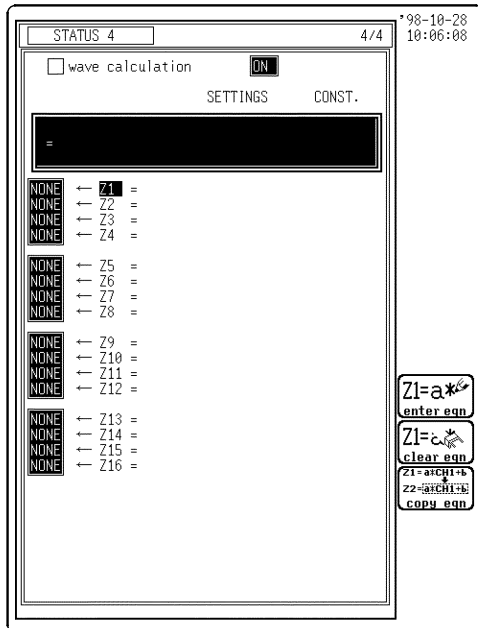 '98-10-28
STATUS 4 4/4 10:06:08
wave calculation ON
SETTINGS CONST.
=
NONE ← Z1 =
NONE ← Z2 =
NONE ← Z3 =
NONE ← Z4 =
NONE ← Z5 =
NONE ← Z6 =
NONE ← Z7 =
NONE ← Z8 =
NONE ← Z9 =
NONE ← Z10 =
NONE ← Z11 =
NONE ← Z12 =
NONE ← Z13 =
NONE ← Z14 =
NONE ← Z15 =
NONE ← Z16 =
Z1=a*
enter eqn
Z1=
clear eqn
Z1=a*CH1+b
Z2=a*CH1+b
copy eqn